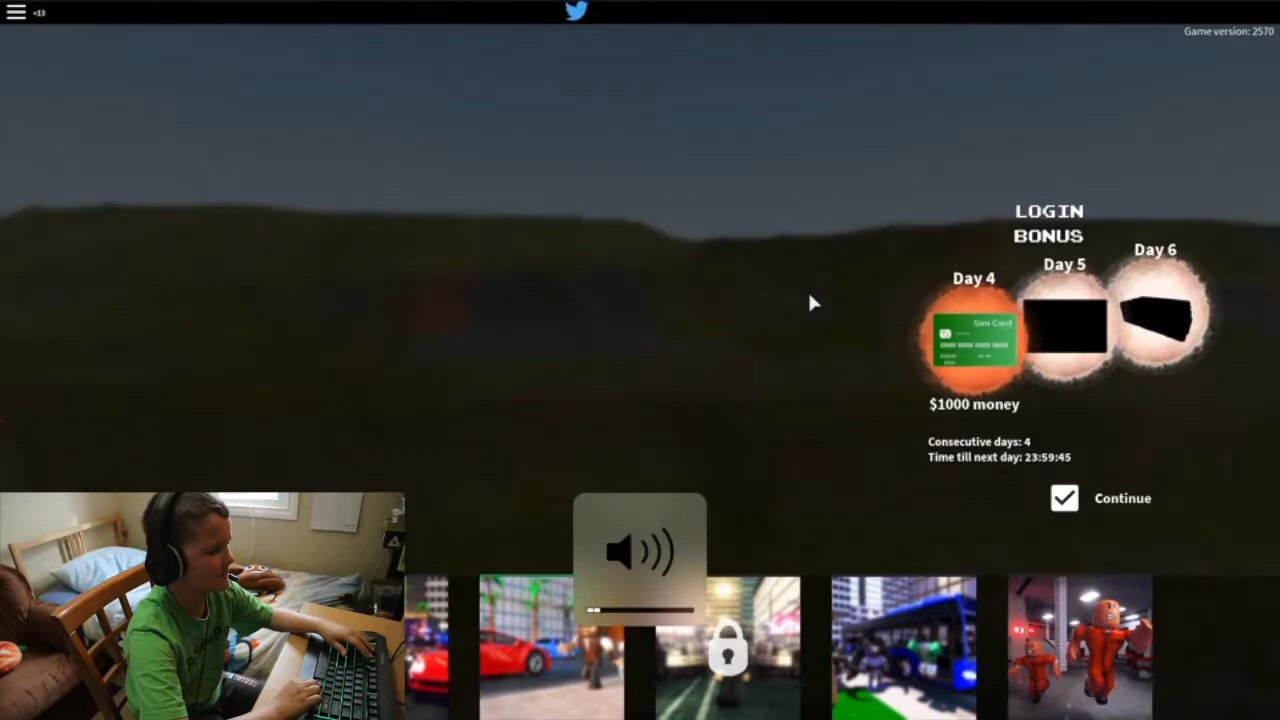 <13
Game version: 2570
LOGIN
BONUS
Day 4
Day 5
Day 6
Sim Card
$1000 money
Consecutive days: 4
Time till next day: 23:59:45
Continue